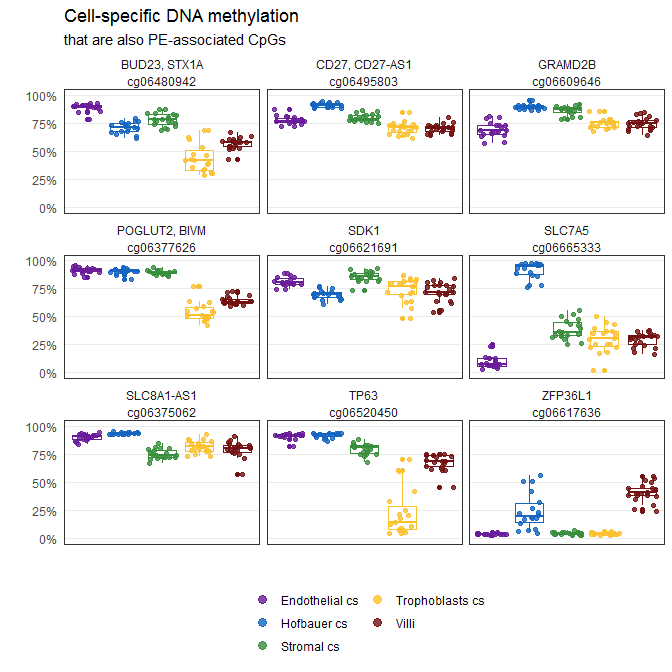 Cell-specific DNA methylation
that are also PE-associated CpGs
BUD23, STX1A
cg06480942
CD27, CD27-AS1
cg06495803
GRAMD2B
cg06609646
100%
75%
50%
25%
0%
POGLUT2, BIVM
cg06377626
SDK1
cg06621691
SLC7A5
cg06665333
100%
75%
50%
25%
0%
SLC8A1-AS1
cg06375062
TP63
cg06520450
ZFP36L1
cg06617636
100%
75%
50%
25%
0%
Endothelial cs
Hofbauer cs
Stromal cs
Trophoblasts cs
Villi